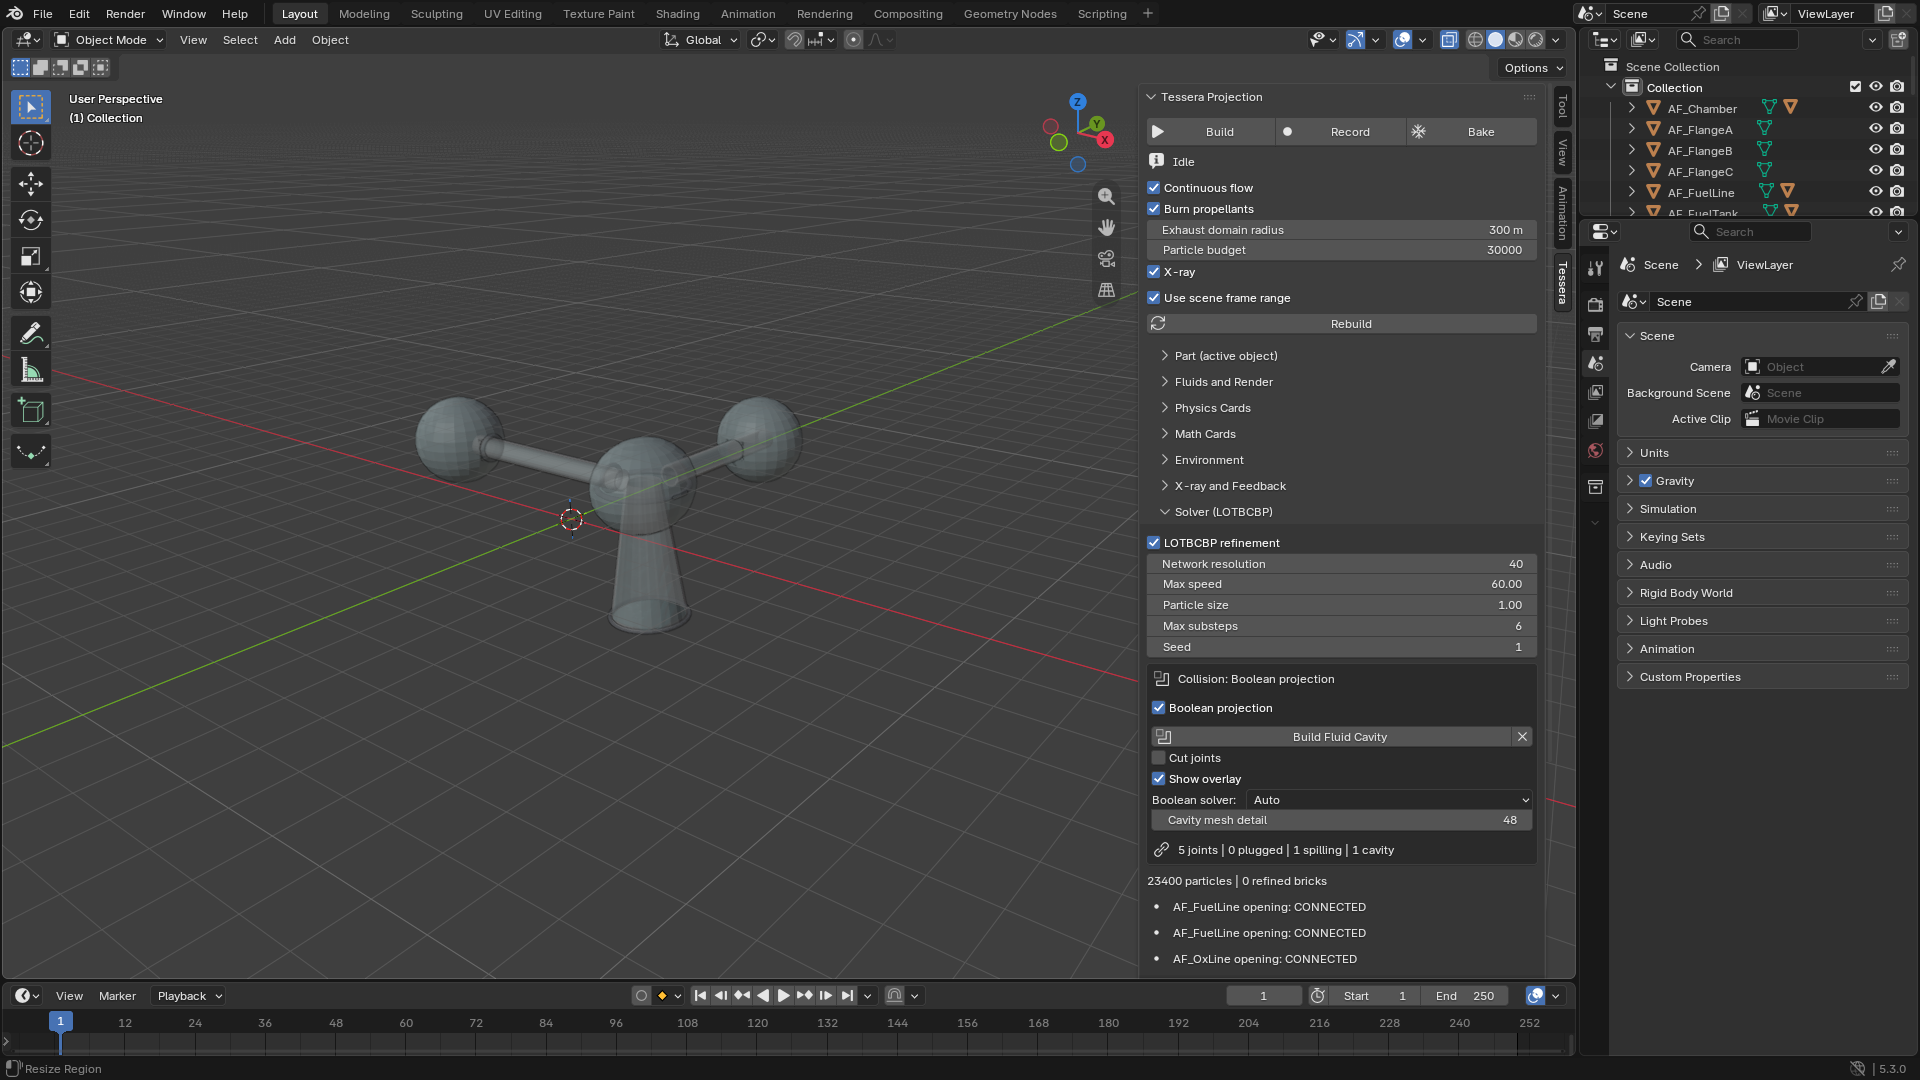 File Edit Render Window Help Layout Modeling Sculpting UV Editing Texture Paint Shading Animation Rendering Compositing Geometry Nodes Scripting + Scene ViewLayer
Object Mode View Select Add Object Global Search
Options
User Perspective
(1) Collection
Z
Y
X
Tessera Projection
Build Record Bake
Idle
Continuous flow
Burn propellants
Exhaust domain radius 300 m
Particle budget 30000
X-ray
Use scene frame range
Rebuild
Part (active object)
Fluids and Render
Physics Cards
Math Cards
Environment
X-ray and Feedback
Solver (LOTBCBP)
LOTBCBP refinement
Network resolution 40
Max speed 60.00
Particle size 1.00
Max substeps 6
Seed 1
Collision: Boolean projection
Boolean projection
Build Fluid Cavity
Cut joints
Show overlay
Boolean solver: Auto
Cavity mesh detail 48
5 joints | 0 plugged | 1 spilling | 1 cavity
23400 particles | 0 refined bricks
AF_FuelLine opening: CONNECTED
AF_FuelLine opening: CONNECTED
AF_OxLine opening: CONNECTED
Tool
View
Animation
Tessera
Scene Collection
Collection
AF_Chamber
AF_FlangeA
AF_FlangeB
AF_FlangeC
AF_FuelLine
AF_FuelTank
Search
Scene ViewLayer
Scene
Scene
Camera Object
Background Scene Scene
Active Clip Movie Clip
Units
Gravity
Simulation
Keying Sets
Audio
Rigid Body World
Light Probes
Animation
Custom Properties
View Marker Playback 1 Start 1 End 250
1 12 24 36 48 60 72 84 96 108 120 132 144 156 168 180 192 204 216 228 240 252
Resize Region 5.3.0